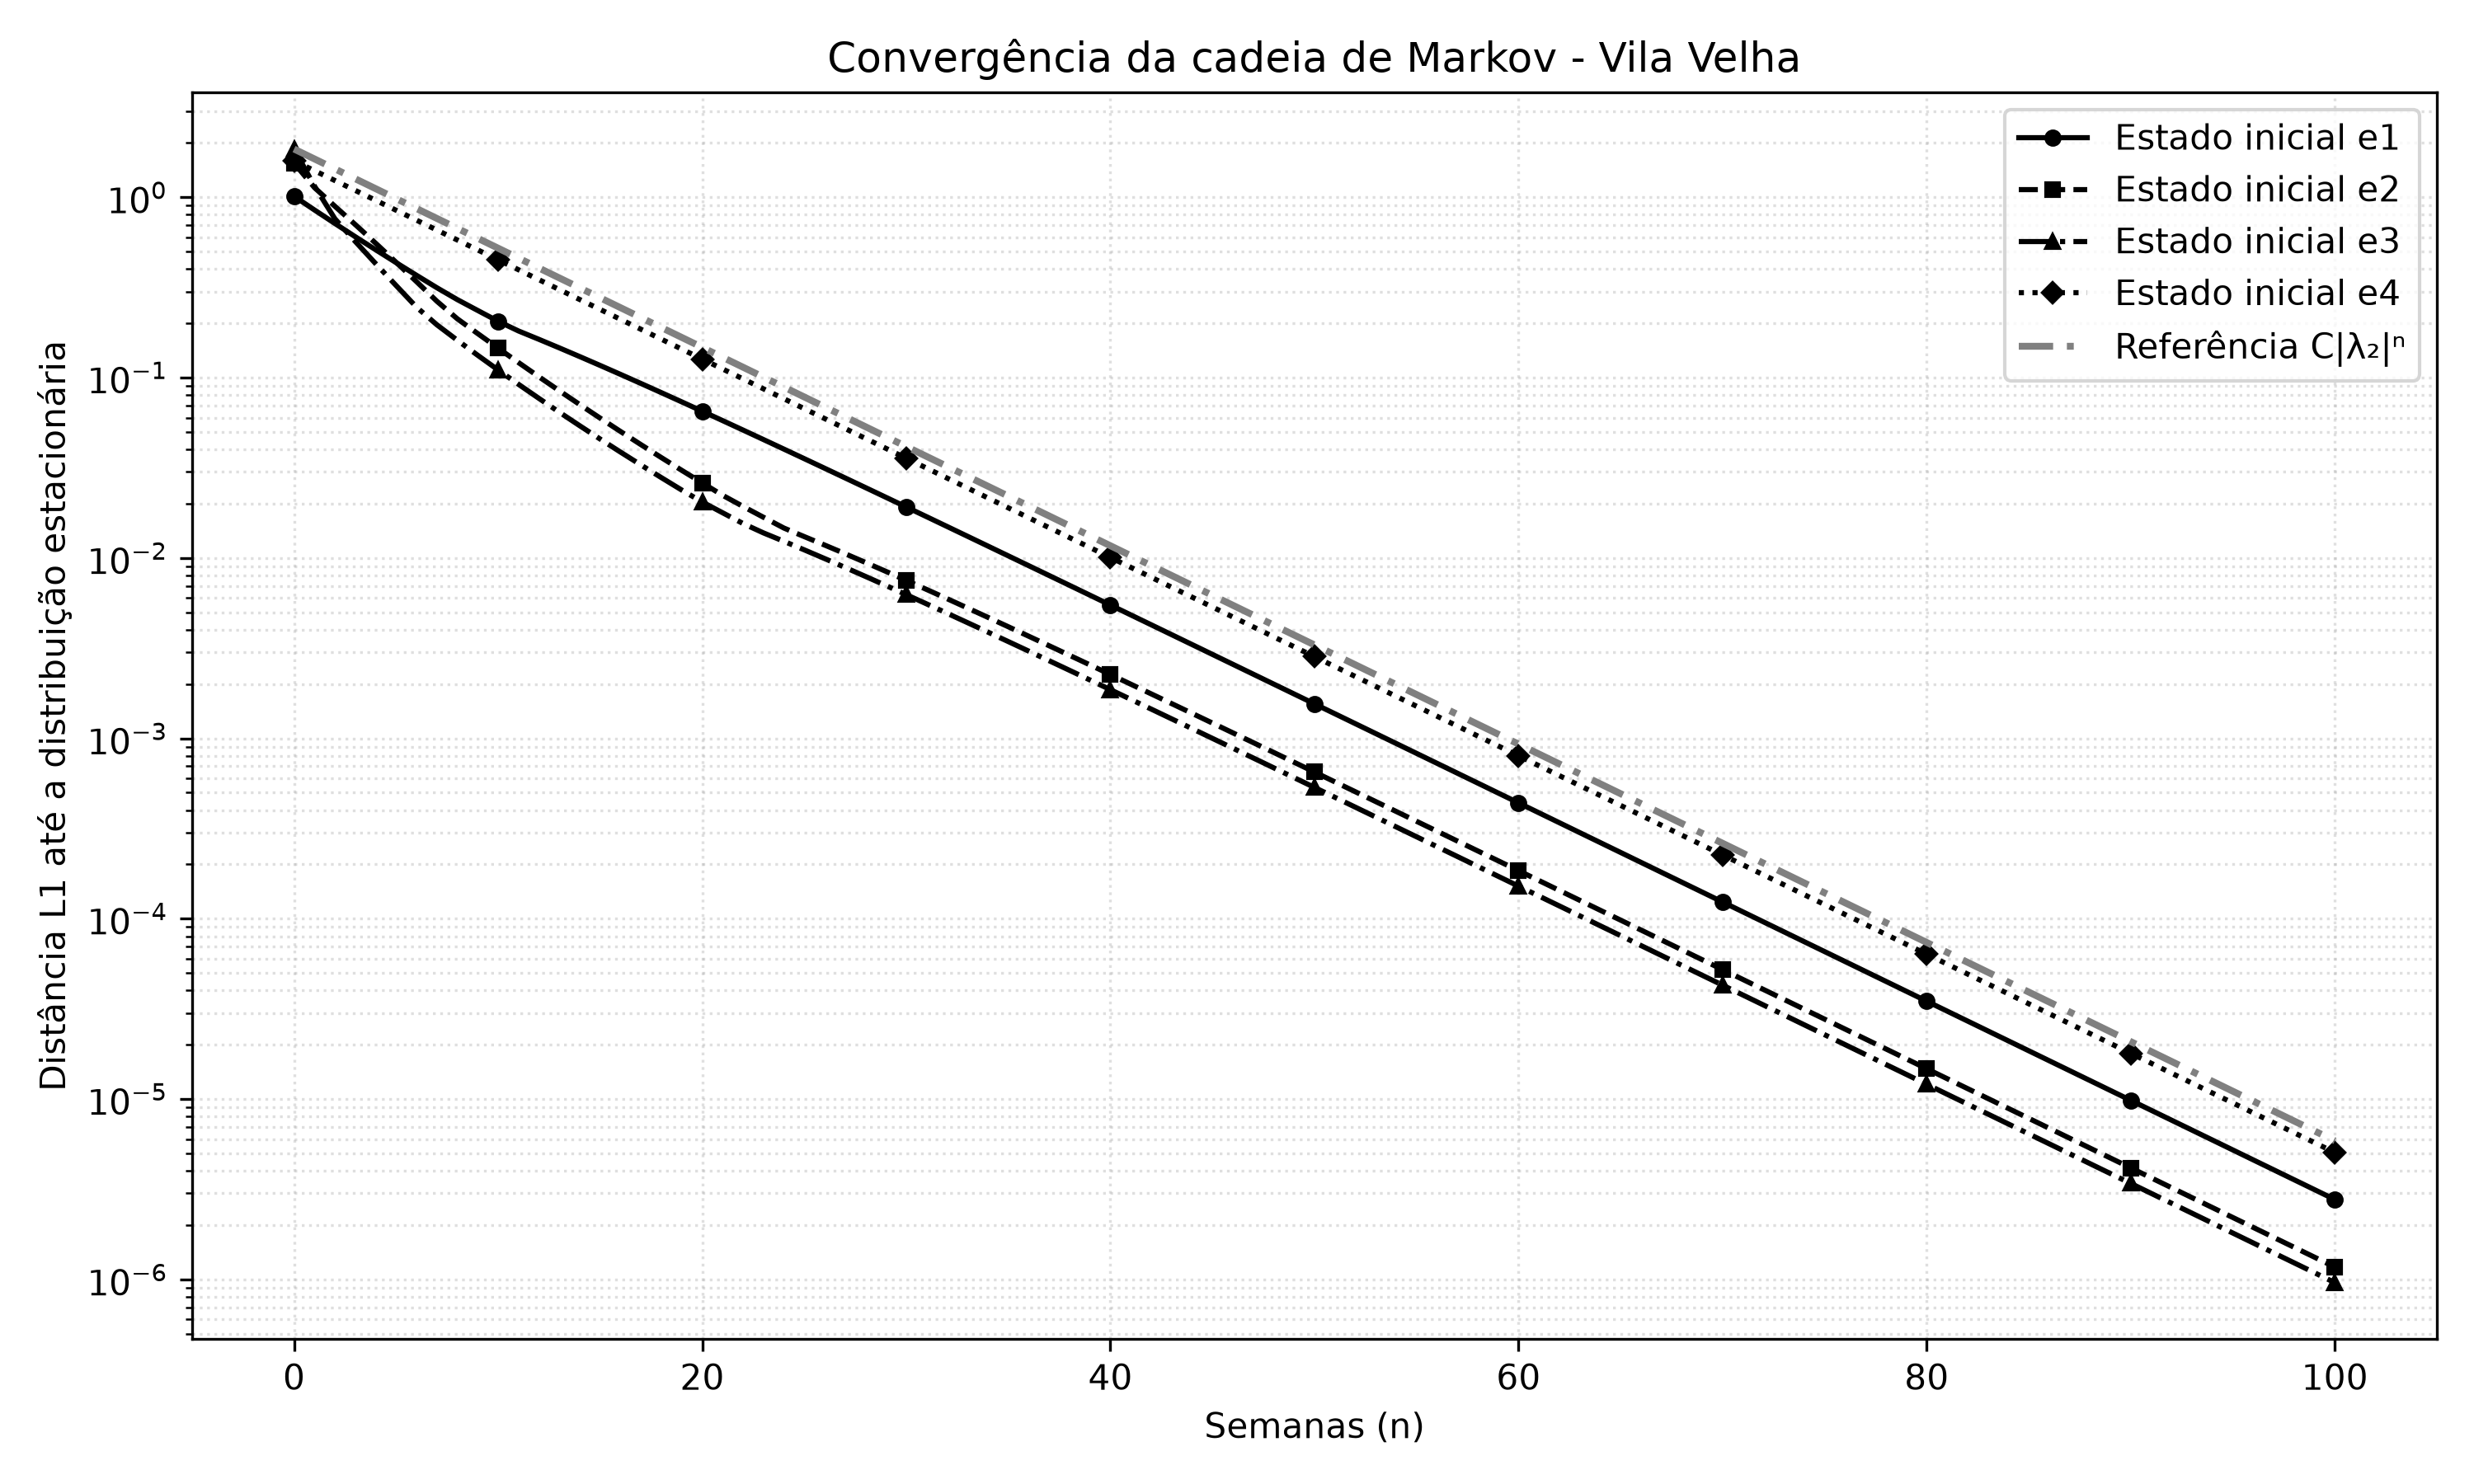 Convergência da cadeia de Markov - Vila Velha
Distância L1 até a distribuição estacionária
10⁰
10⁻¹
10⁻²
10⁻³
10⁻⁴
10⁻⁵
10⁻⁶
Estado inicial e1
Estado inicial e2
Estado inicial e3
Estado inicial e4
Referência C|λ₂|ⁿ
0 20 40 60 80 100
Semanas (n)